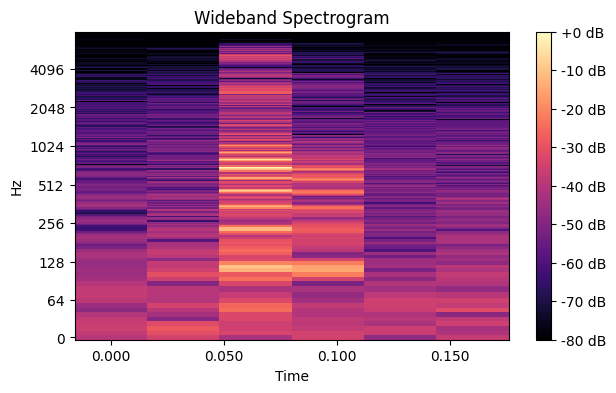 Wideband Spectrogram
Hz
4096
2048
1024
512
256
128
64
0
0.000
0.050
0.100
0.150
Time
+0 dB
-10 dB
-20 dB
-30 dB
-40 dB
-50 dB
-60 dB
-70 dB
-80 dB